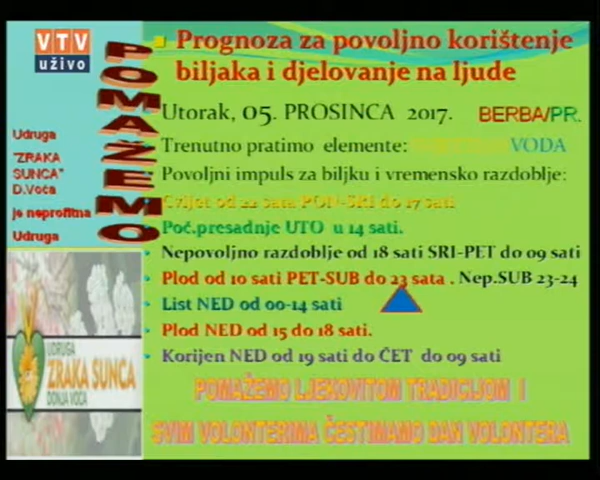 VTV
uživo
POMAŽEMO
Prognoza za povoljno korištenje
biljaka i djelovanje na ljude
Utorak, 05. PROSINCA 2017. BERBA/PR.
Udruga
"ZRAKA
SUNCA"
D.Voća
je neprofitna
Udruga
Trenutno pratimo elemente: VODA
Povoljni impuls za biljku i vremensko razdoblje:
Cvijet od 22 sata PON-SRI do 17 sati
Poč.presadnje UTO u 14 sati.
Nepovoljno razdoblje od 18 sati SRI-PET do 09 sati
Plod od 10 sati PET-SUB do 23 sata . Nep.SUB 23-24
List NED od 00-14 sati
Plod NED od 15 do 18 sati.
Korijen NED od 19 sati do ČET do 09 sati
UDRUGA
ZRAKA SUNCA
DONJA VOĆA
POMAŽEMO LJEKOVITOM TRADICIJOM I
SVIM VOLONTERIMA ČESTIMAMO DAN VOLONTERA